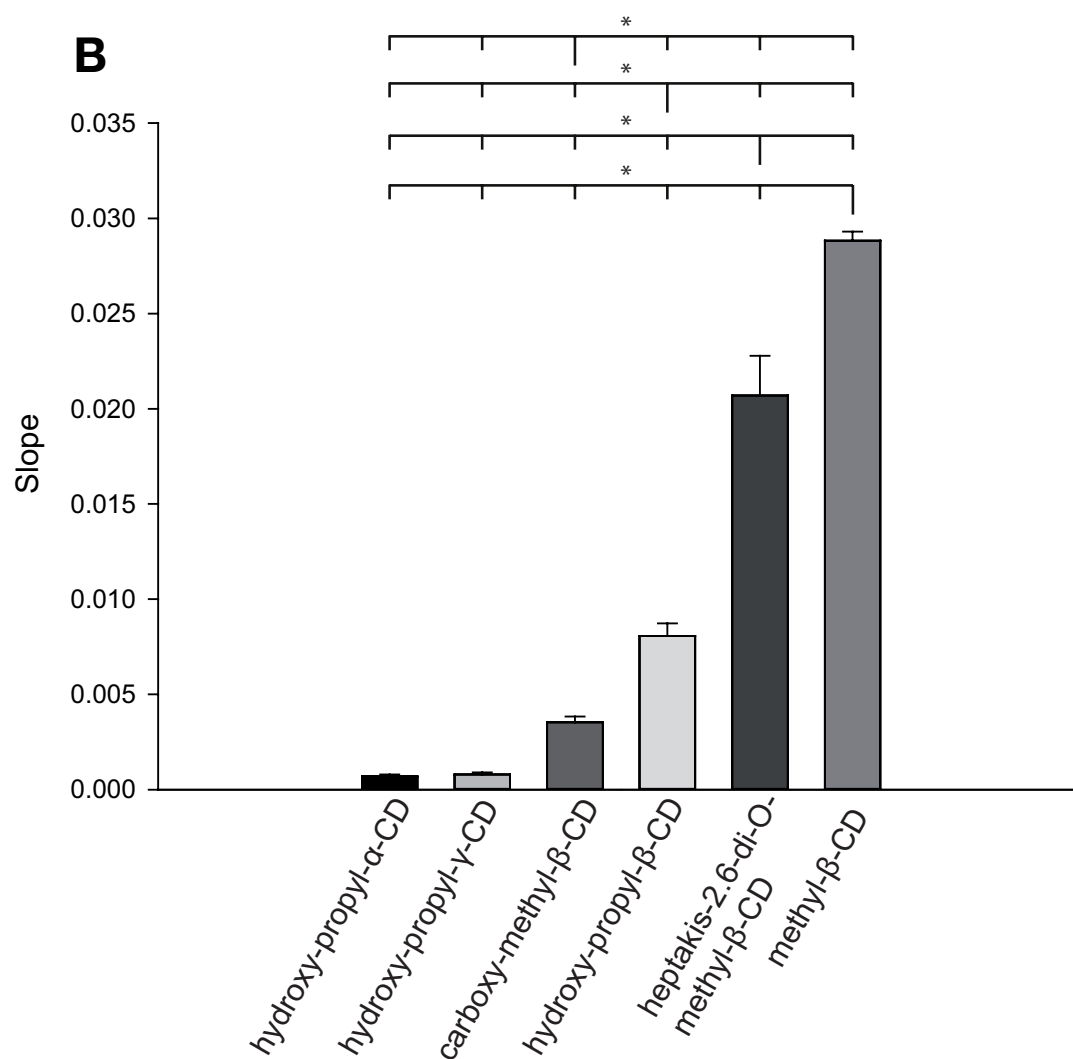 B
*
*
*
*
0.035
0.030
0.025
0.020
0.015
0.010
0.005
0.000
Slope
hydroxy-propyl-α-CD
hydroxy-propyl-γ-CD
carboxy-methyl-β-CD
hydroxy-propyl-β-CD
heptakis-2.6-di-O-
methyl-β-CD
methyl-β-CD